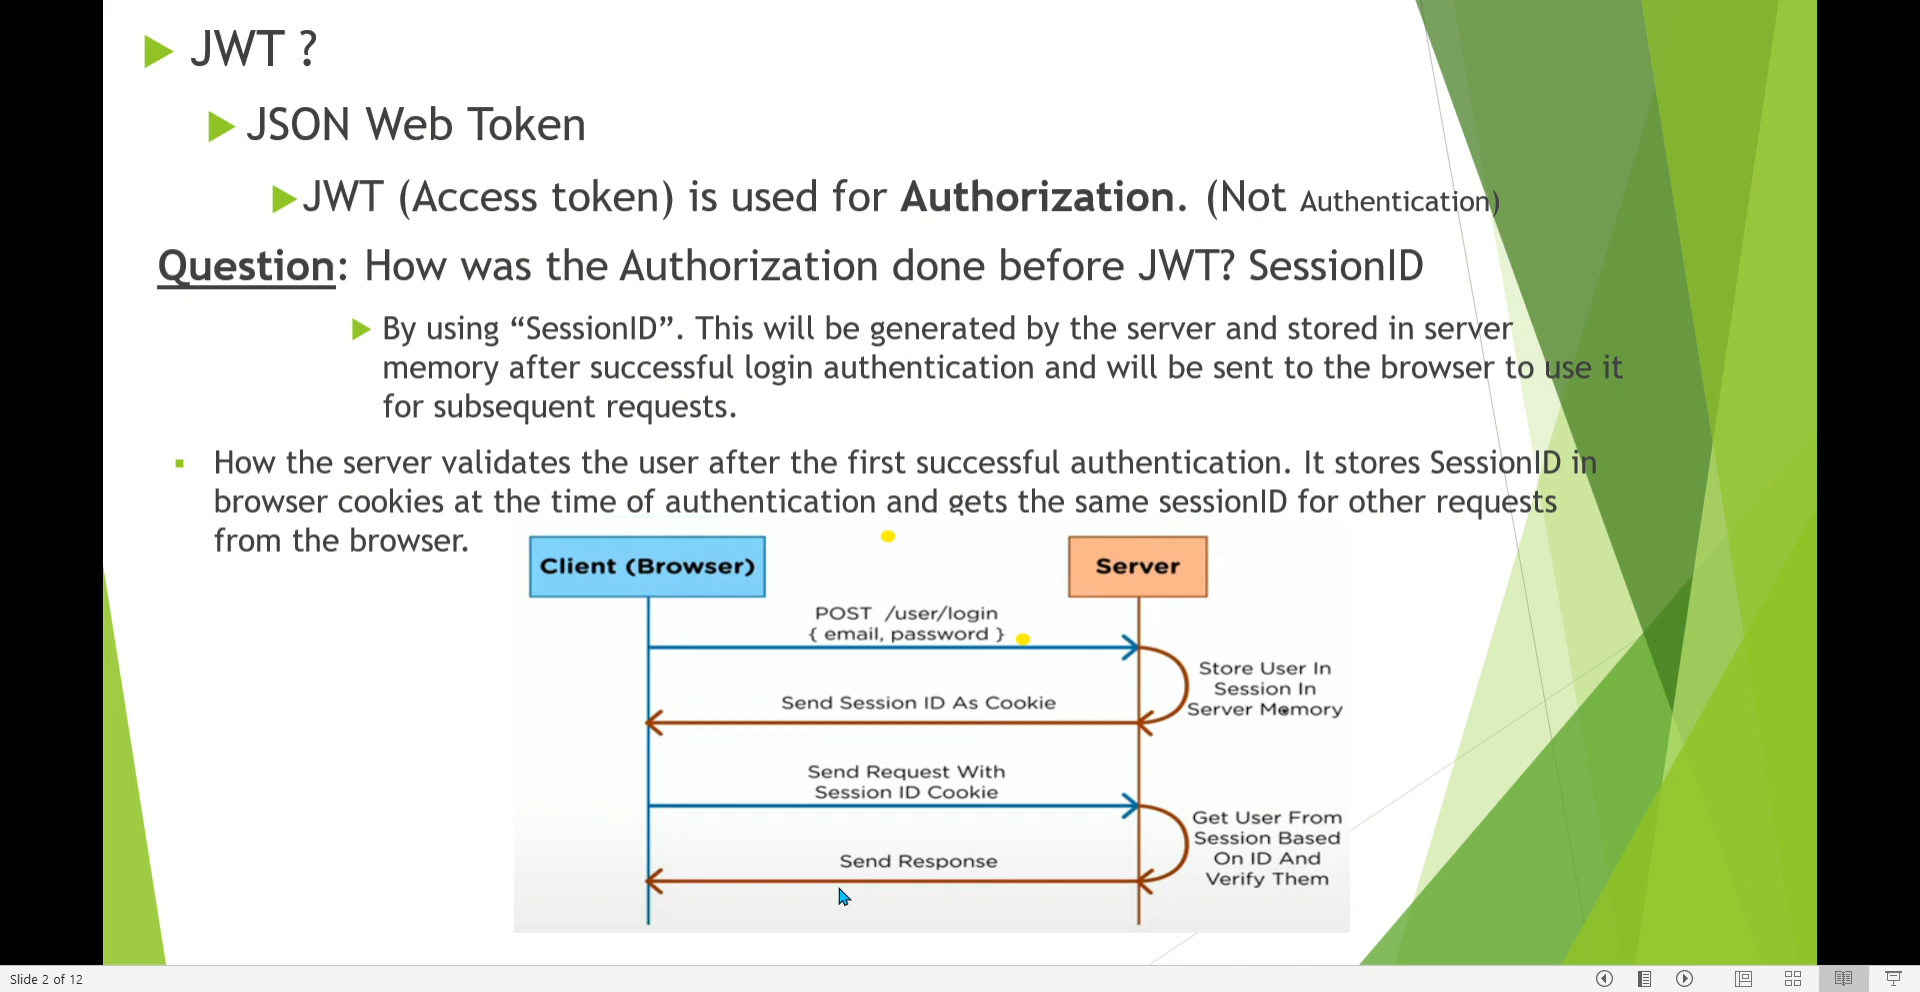 JWT ?
JSON Web Token
JWT (Access token) is used for Authorization. (Not Authentication)
Question: How was the Authorization done before JWT? SessionID
By using “SessionID”. This will be generated by the server and stored in server
memory after successful login authentication and will be sent to the browser to use it
for subsequent requests.
How the server validates the user after the first successful authentication. It stores SessionID in
browser cookies at the time of authentication and gets the same sessionID for other requests
from the browser.
Client (Browser)
Server
POST /user/login
{ email, password }
Store User In
Session In
Server Memory
Send Session ID As Cookie
Send Request With
Session ID Cookie
Get User From
Session Based
On ID And
Verify Them
Send Response
Slide 2 of 12